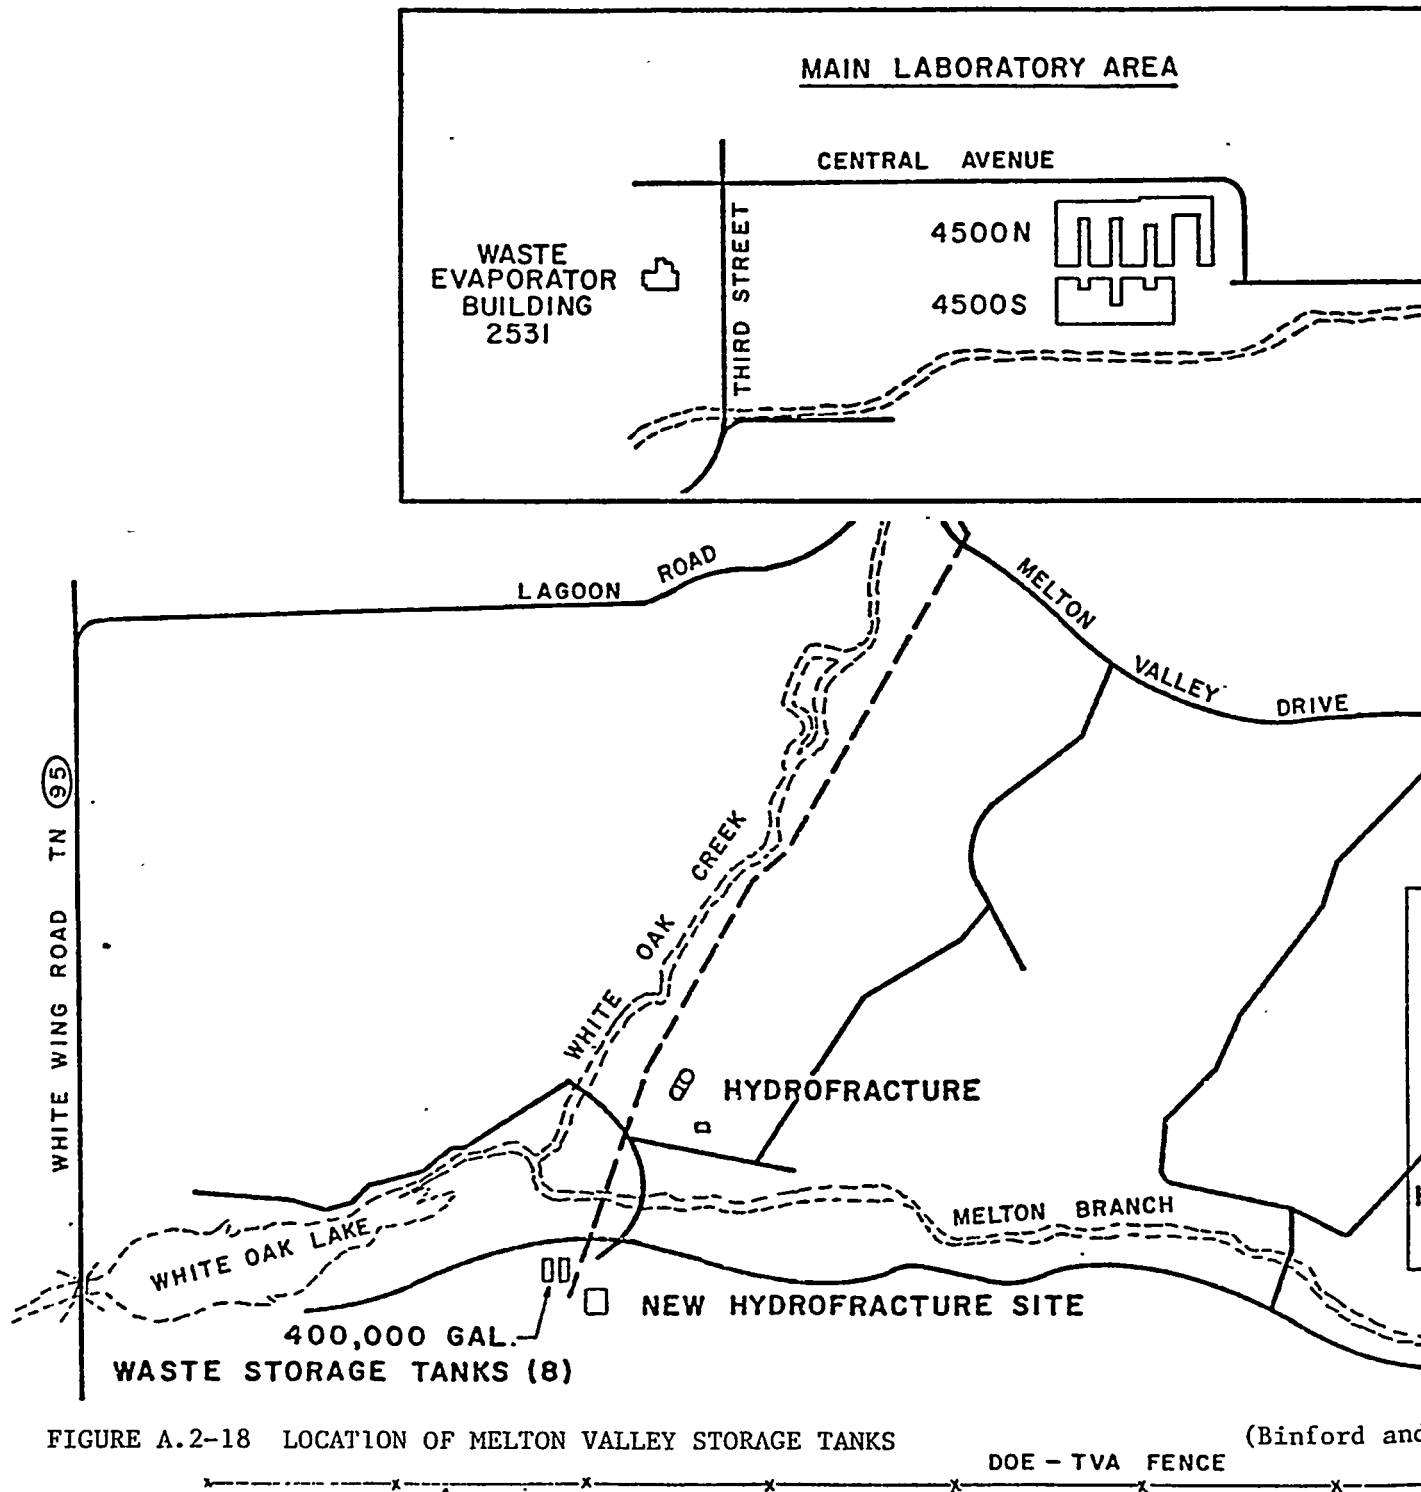 MAIN LABORATORY AREA
CENTRAL AVENUE
THIRD STREET
4500N
4500S
WASTE
EVAPORATOR
BUILDING
2531
LAGOON ROAD
MELTON VALLEY DRIVE
WHITE WING ROAD TN 95
WHITE OAK CREEK
HYDROFRACTURE
MELTON BRANCH
WHITE OAK LAKE
NEW HYDROFRACTURE SITE
400,000 GAL.
WASTE STORAGE TANKS (8)
FIGURE A.2-18 LOCATION OF MELTON VALLEY STORAGE TANKS
(Binford and
DOE - TVA FENCE